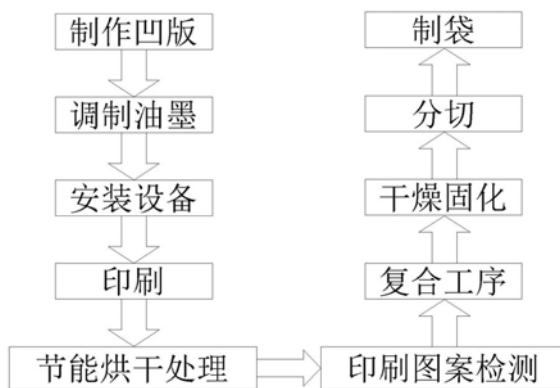 制作凹版
调制油墨
安装设备
印刷
节能烘干处理
印刷图案检测
复合工序
干燥固化
分切
制袋